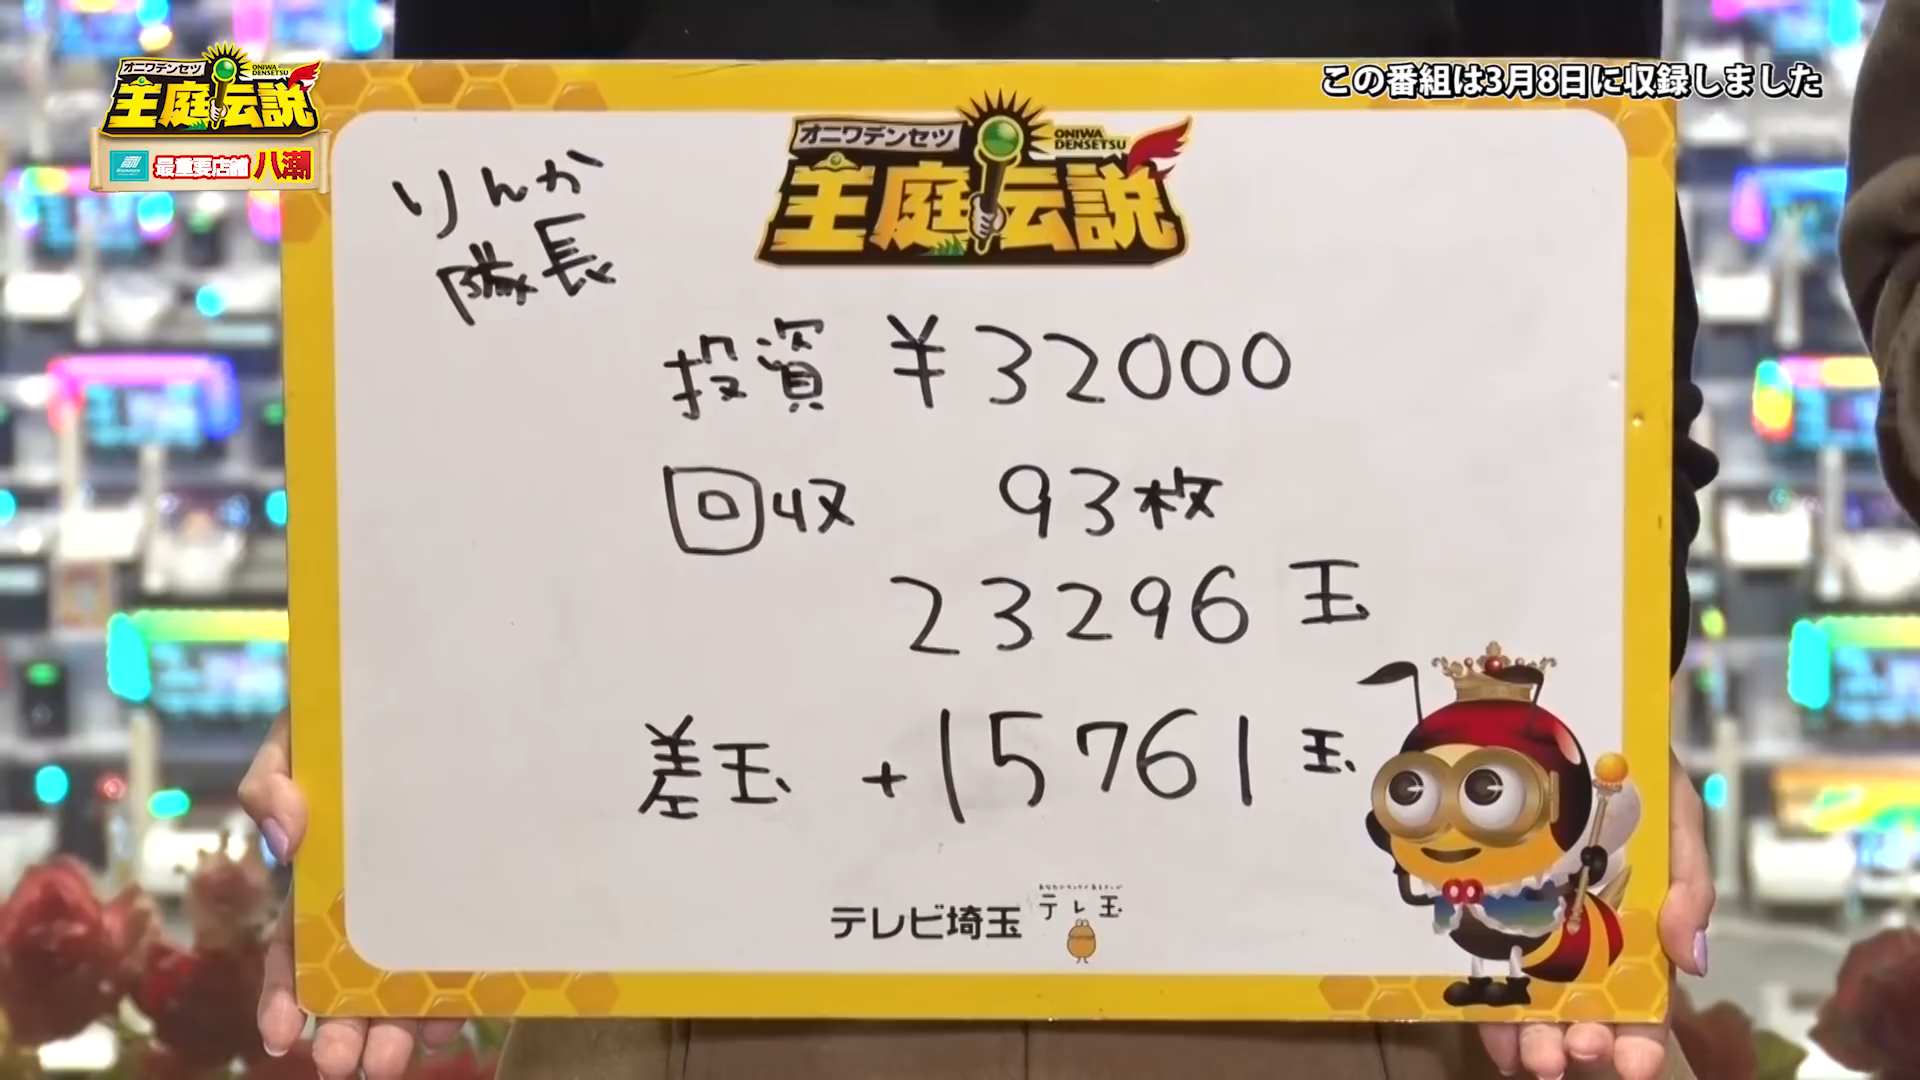 オニワデンセツ
ONIWA DENSETSU
主庭伝説
最重要店舗 八潮
この番組は3月8日に収録しました
オニワデンセツ
ONIWA DENSETSU
主庭伝説
りんか
隊長
投資 ¥32000
回収 93枚
23296玉
差玉 +15761玉
テレビ埼玉
テレ玉